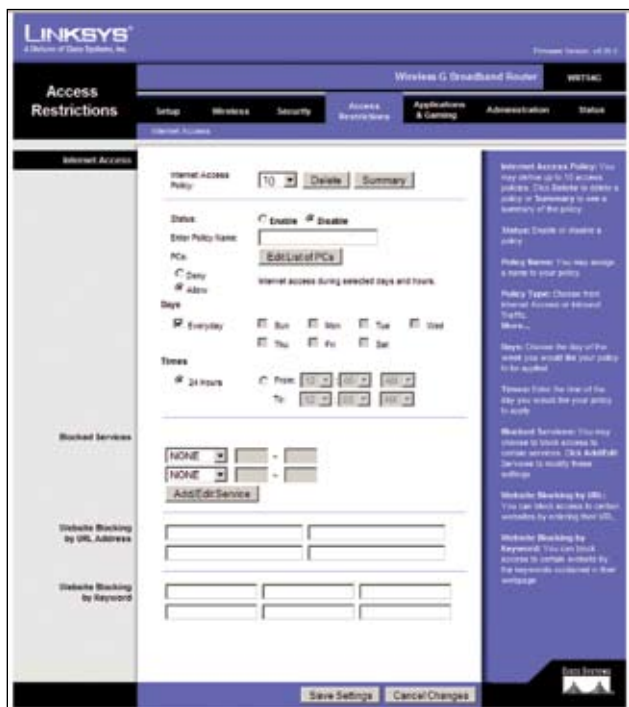 LINKSYS
A Division of Cisco Systems, Inc.
Wireless-G Broadband Router
WRT54G
Access
Restrictions
Setup
Wireless
Security
Access
Restrictions
Applications
& Gaming
Administration
Status
Internet Access
Internet Access
Internet Access
Policy:
Delete
Summary
Status:
Enable
Disable
Enter Policy Name:
PCs:
Edit List of PCs
Deny
Allow
Internet access during selected days and hours.
Days
Everyday
Sun
Mon
Tue
Wed
Thu
Fri
Sat
Times
24 Hours
From:
To:
Blocked Services
NONE
-
NONE
-
Add/Edit Service
Website Blocking
by URL Address
Website Blocking
by Keyword
Internet Access Policy: You
may define up to 10 access
policies. Click Delete to delete a
policy or Summary to see a
summary of the policy.
Status: Enable or disable a
policy.
Policy Name: You may assign
a name to your policy.
Policy Type: Choose from
Internet Access or Inbound
Traffic.
More...
Days: Choose the day of the
week you would like your policy
to be applied.
Times: Enter the time of the
day you would like your policy
to apply.
Blocked Services: You may
choose to block access to
certain services. Click Add/Edit
Services to modify these
settings.
Website Blocking by URL:
You can block access to certain
websites by entering their URL.
Website Blocking by
Keyword: You can block
access to certain website by
the keywords contained in their
webpage.
Save Settings
Cancel Changes
Cisco Systems